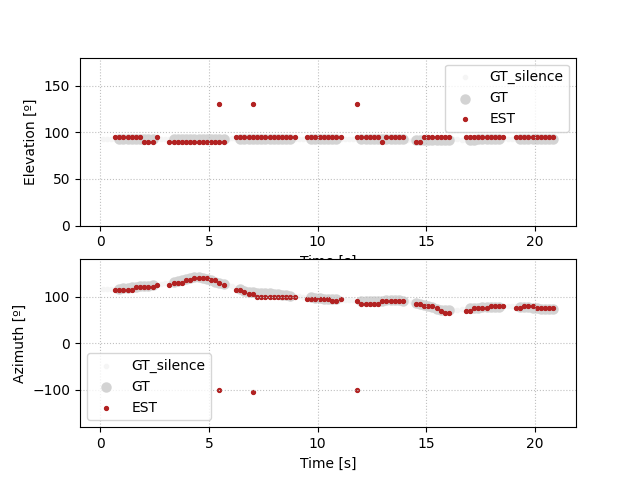 150
100
50
0
Elevation [º]
GT_silence
GT
EST
0
5
10
15
20
Time [s]
100
0
−100
Azimuth [º]
GT_silence
GT
EST
0
5
10
15
20
Time [s]